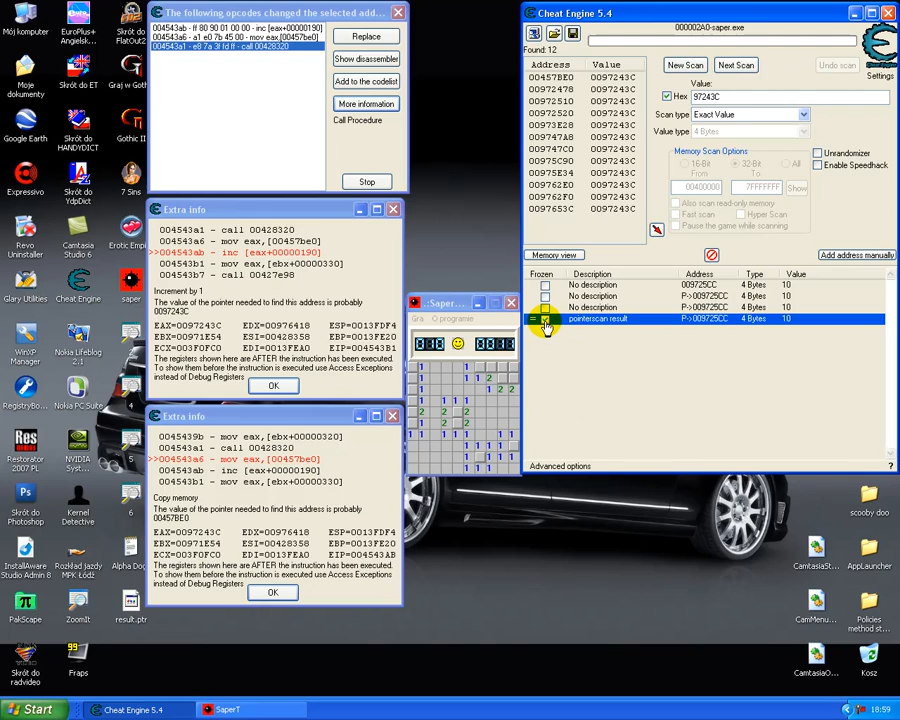 Mój komputer
EuroPlus+ Angielsk...
Skrót do FlatOut2
Moje dokumenty
Skrót do ET
Graj w Goth
Google Earth
Skrót do HANDYDICT
Gothic II
Expressivo
Skrót do YdpDict
7 Sins
Revo Uninstaller
Camtasia Studio 6
Erotic Empi
Glary Utilities
Cheat Engine
saper
WinXP Manager
Nokia Lifeblog 2.1
4
RegistryBo...
Nokia PC Suite
Restorator 2007 PL
NVIDIA Syst...
5
Ps
Skrót do Photoshop
Kernel Detective
6
InstallAware Studio Admin 8
Rozkład jazdy MPK Łódź
Alpha Dog
PakScape
ZoomIt
result.ptr
99
Skrót do radvideo
Fraps
The following opcodes changed the selected add...
004543ab - ff 80 90 01 00 00 - inc [eax+00000190]
004543a6 - a1 e0 7b 45 00 - mov eax,[00457be0]
004543a1 - e8 7a 3f fd ff - call 00428320
Replace
Show disassembler
Add to the codelist
More information
Call Procedure
Stop
Extra info
004543a1 - call 00428320
004543a6 - mov eax,[00457be0]
>>004543ab - inc [eax+00000190]
004543b1 - mov eax,[ebx+00000330]
004543b7 - call 00427e98
Increment by 1
The value of the pointer needed to find this address is probably
0097243C
EAX=0097243C EDX=00976418 ESP=0013FDF4
EBX=00971E54 ESI=00428358 EBP=0013FE20
ECX=003F0FC0 EDI=0013FEA0 EIP=004543B1
The registers shown here are AFTER the instruction has been executed.
To show them before the instruction is executed use Access Exceptions
instead of Debug Registers
OK
Extra info
0045439b - mov eax,[ebx+00000320]
004543a1 - call 00428320
>>004543a6 - mov eax,[00457be0]
004543ab - inc [eax+00000190]
004543b1 - mov eax,[ebx+00000330]
Copy memory
The value of the pointer needed to find this address is probably
00457BE0
EAX=0097243C EDX=00976418 ESP=0013FDF4
EBX=00971E54 ESI=00428358 EBP=0013FE20
ECX=003F0FC0 EDI=0013FEA0 EIP=004543AB
The registers shown here are AFTER the instruction has been executed.
To show them before the instruction is executed use Access Exceptions
instead of Debug Registers
OK
.:Saper...
Gra O programie
010
0011
Cheat Engine 5.4
000002A0-saper.exe
Found: 12
Address Value
00457BE0 0097243C
00972478 0097243C
00972510 0097243C
00972520 0097243C
00973E28 0097243C
009747A8 0097243C
009747C0 0097243C
00975C90 0097243C
00975E34 0097243C
009762E0 0097243C
009762F0 0097243C
0097653C 0097243C
New Scan
Next Scan
Undo scan
Settings
Value:
Hex
97243C
Scan type
Exact Value
Value type
4 Bytes
Memory Scan Options
16-Bit
32-Bit
All
From
To
00400000
7FFFFFFF
Show
Also scan read-only memory
Fast scan
Hyper Scan
Pause the game while scanning
Unrandomizer
Enable Speedhack
Memory view
Add address manually
Frozen Description Address Type Value
No description 009725CC 4 Bytes 10
No description P->009725CC 4 Bytes 10
No description P->009725CC 4 Bytes 10
pointerscan result P->009725CC 4 Bytes 10
Advanced options
?
scooby doo
CamtasiaSt...
AppLauncher
CamMenu...
Policies method st...
CamtasiaO...
Kosz
Start
Cheat Engine 5.4
SaperT
18:59